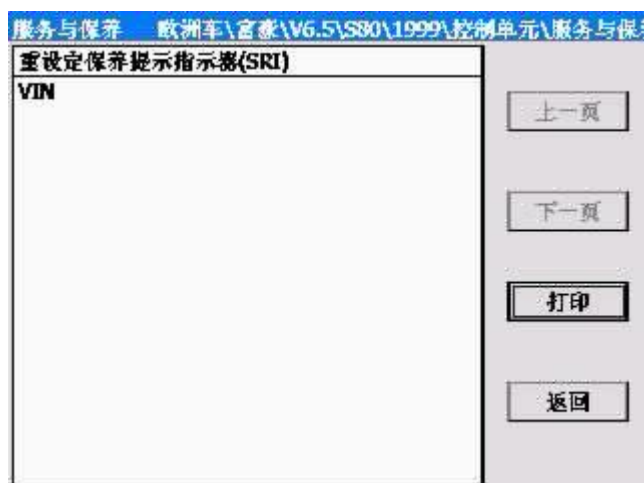 服务与保养 欧洲车\富豪\V6.5\S80\1999\控制单元\服务与保养
重设定保养提示指示器(SRI)
VIN
上一页
下一页
打印
返回